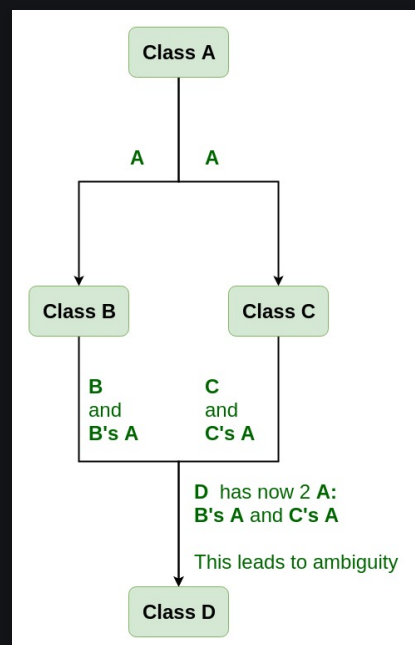 Class A
A A
Class B Class C
B C
and and
B's A C's A
D has now 2 A:
B's A and C's A
This leads to ambiguity
Class D